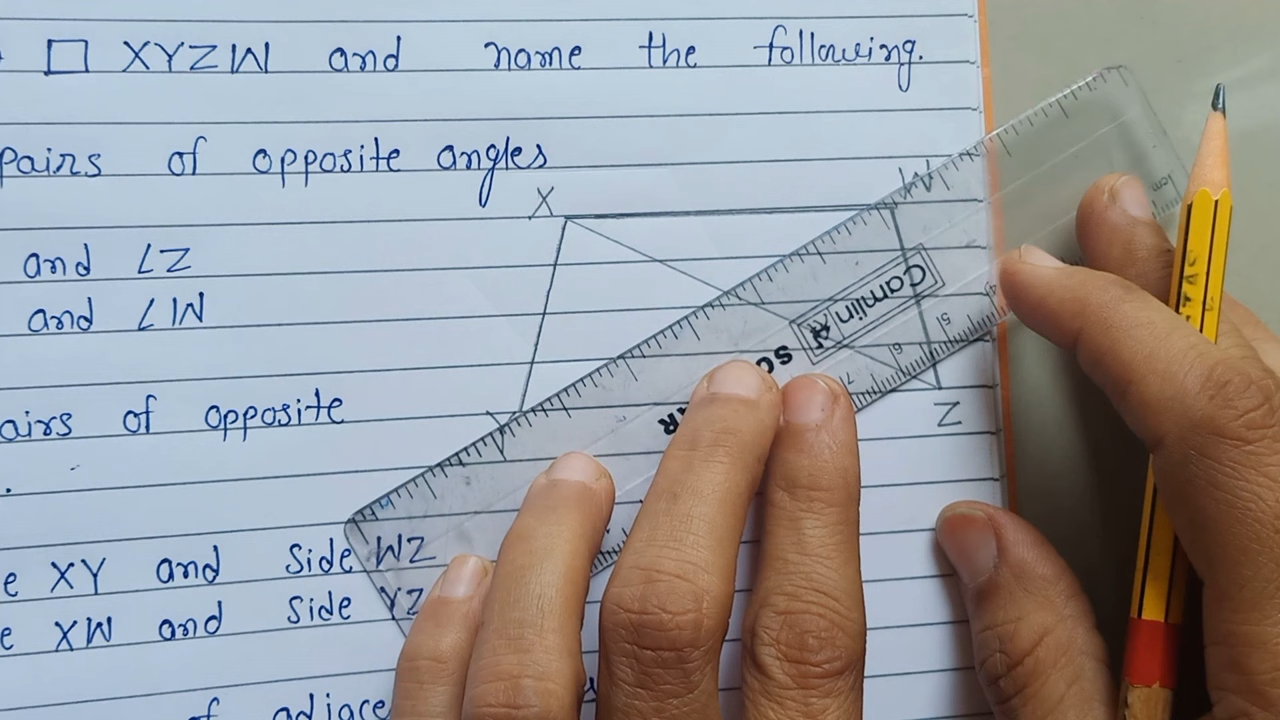 □ XYZW and name the following.
pairs of opposite angles
X
W
and ∠Z
and ∠W
Camlin
Y
Z
airs of opposite
e XY and side WZ
e XW and side YZ
of adjace